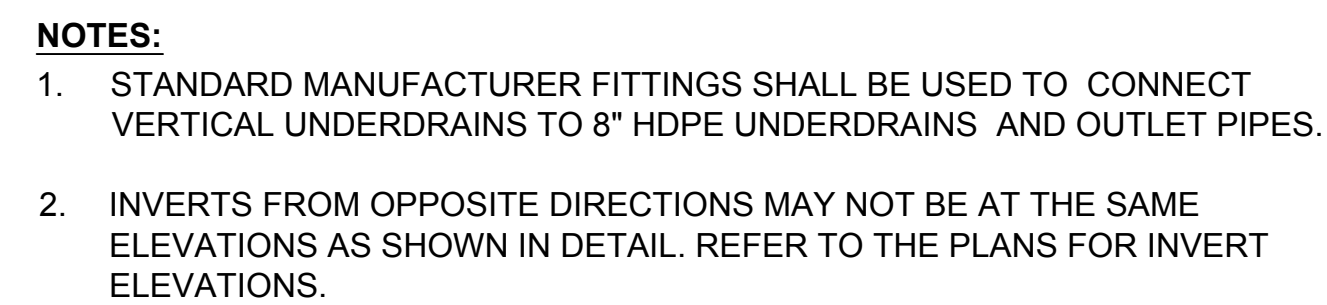 NOTES:
1. STANDARD MANUFACTURER FITTINGS SHALL BE USED TO CONNECT
VERTICAL UNDERDRAINS TO 8" HDPE UNDERDRAINS AND OUTLET PIPES.
2. INVERTS FROM OPPOSITE DIRECTIONS MAY NOT BE AT THE SAME
ELEVATIONS AS SHOWN IN DETAIL. REFER TO THE PLANS FOR INVERT
ELEVATIONS.